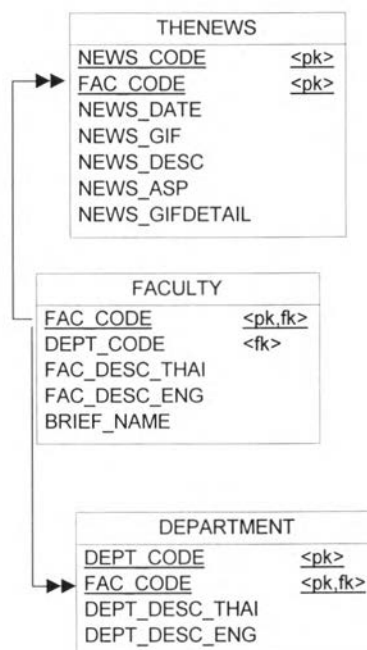 THENEWS
NEWS_CODE <pk>
FAC_CODE <pk>
NEWS_DATE
NEWS_GIF
NEWS_DESC
NEWS_ASP
NEWS_GIFDETAIL
FACULTY
FAC_CODE <pk,fk>
DEPT_CODE <fk>
FAC_DESC_THAI
FAC_DESC_ENG
BRIEF_NAME
DEPARTMENT
DEPT_CODE <pk>
FAC_CODE <pk,fk>
DEPT_DESC_THAI
DEPT_DESC_ENG